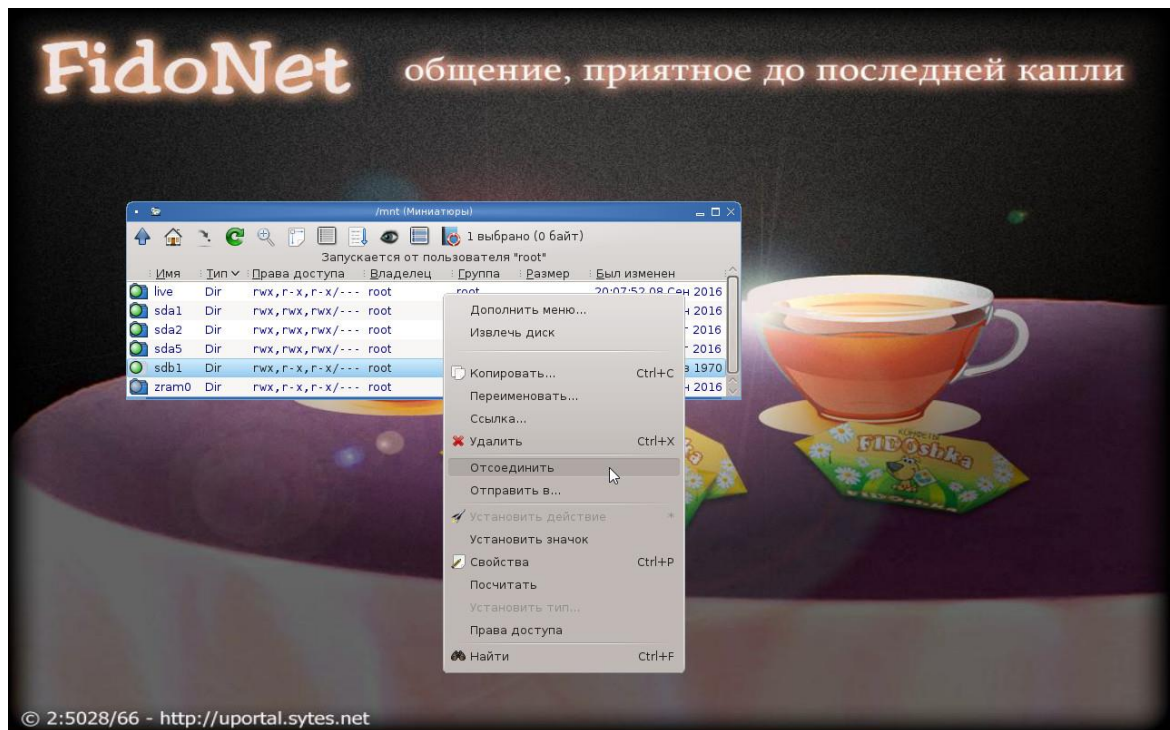 FidoNet общение, приятное до последней капли
/mnt (Миниатюры)
1 выбрано (0 байт)
Запускается от пользователя "root"
Имя Тип Права доступа Владелец Группа Размер Был изменен
live Dir rwx,r-x,r-x/--- root root 20:07:52 08 Сен 2016
sda1 Dir rwx,rwx,rwx/--- root 2016
sda2 Dir rwx,rwx,rwx/--- root 2016
sda5 Dir rwx,rwx,rwx/--- root 2016
sdb1 Dir rwx,r-x,r-x/--- root 1970
zram0 Dir rwx,r-x,r-x/--- root 2016
Дополнить меню...
Извлечь диск
Копировать... Ctrl+C
Переименовать...
Ссылка...
Удалить Ctrl+X
Отсоединить
Отправить в...
Установить действие *
Установить значок
Свойства Ctrl+P
Посчитать
Установить тип...
Права доступа
Найти Ctrl+F
FIDOshka
© 2:5028/66 - http://uportal.sytes.net